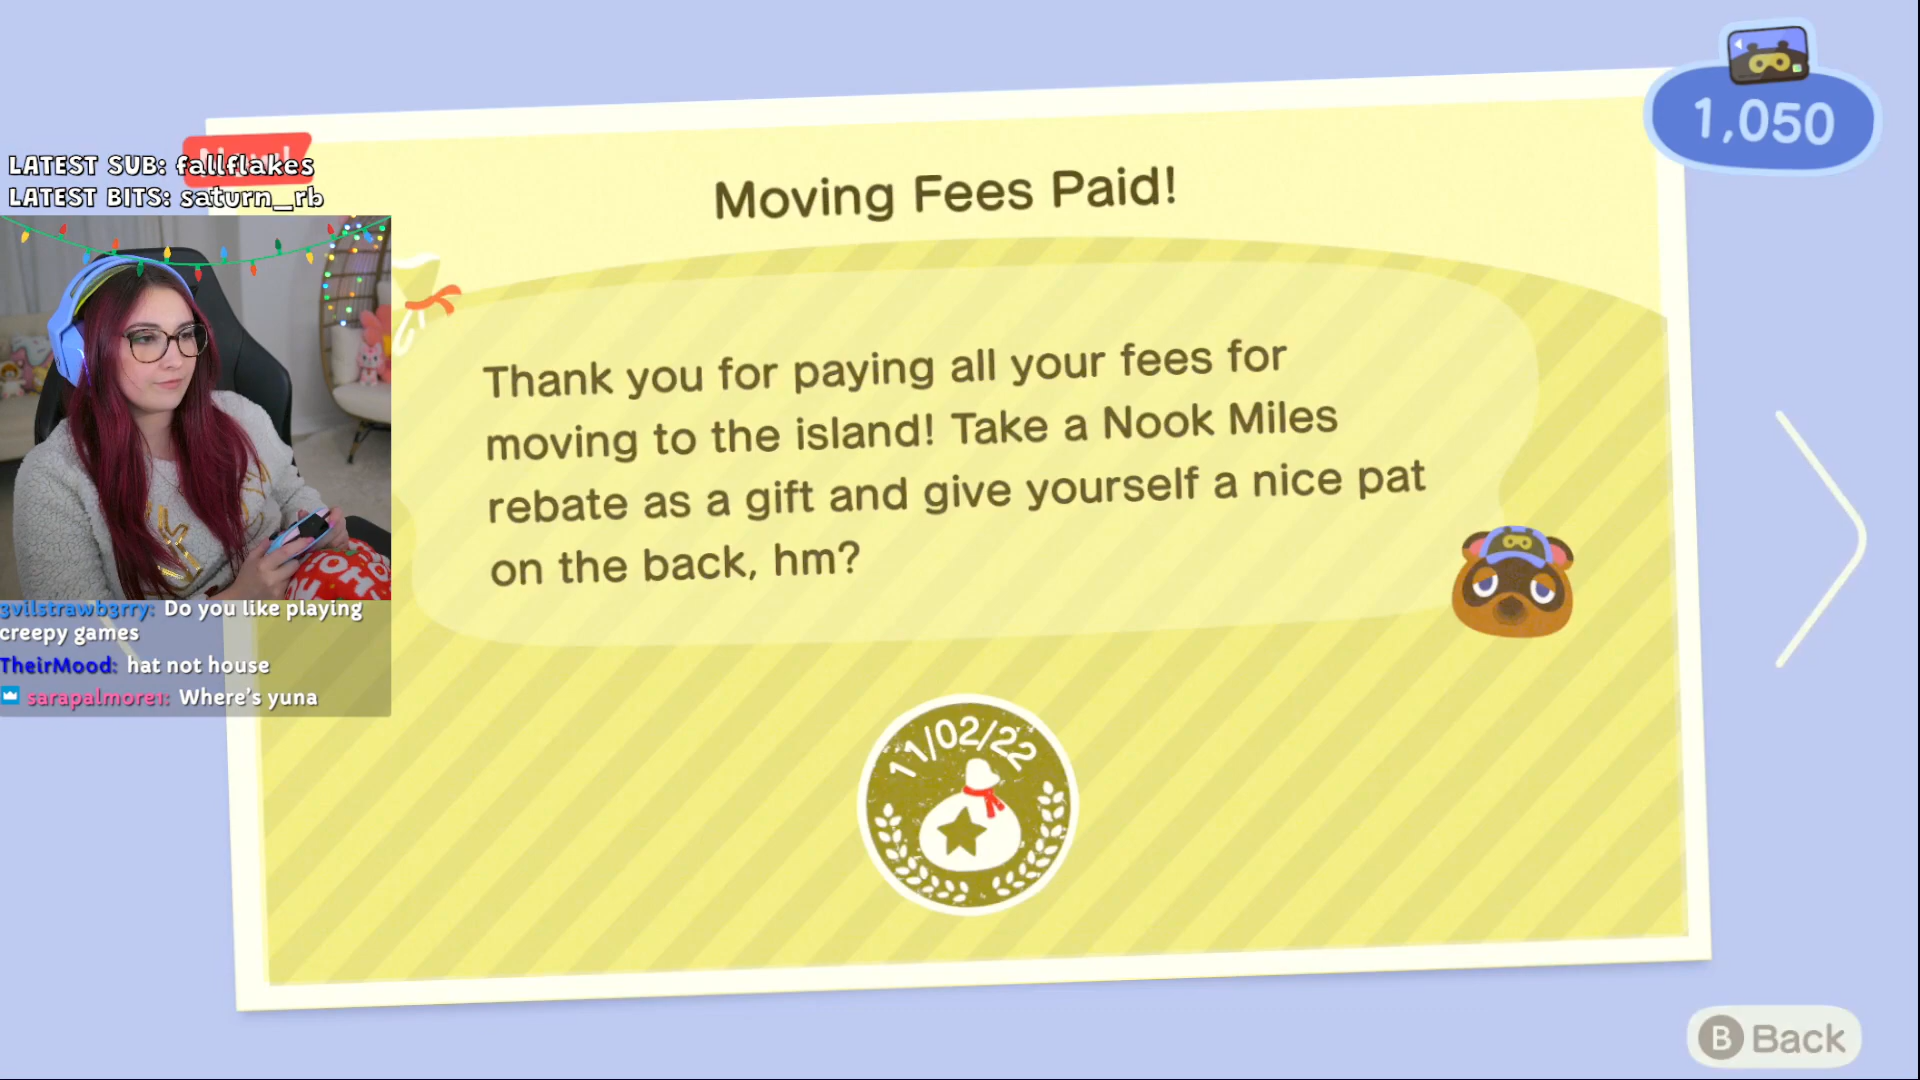 1,050
LATEST SUB: fallflakes
LATEST BITS: saturn_rb
Moving Fees Paid!
Thank you for paying all your fees for
moving to the island! Take a Nook Miles
rebate as a gift and give yourself a nice pat
on the back, hm?
3vilstrawb3rry: Do you like playing
creepy games
TheirMood: hat not house
sarapalmore1: Where's yuna
11/02/22
B Back